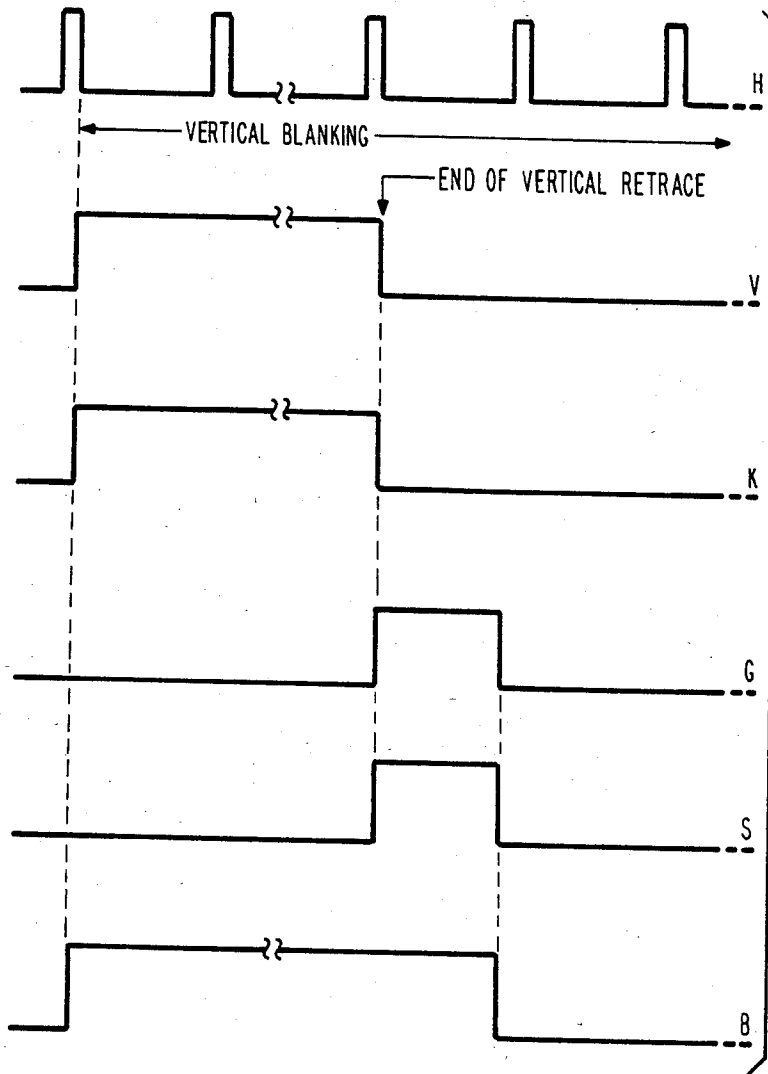 H
VERTICAL BLANKING
END OF VERTICAL RETRACE
V
K
G
S
B